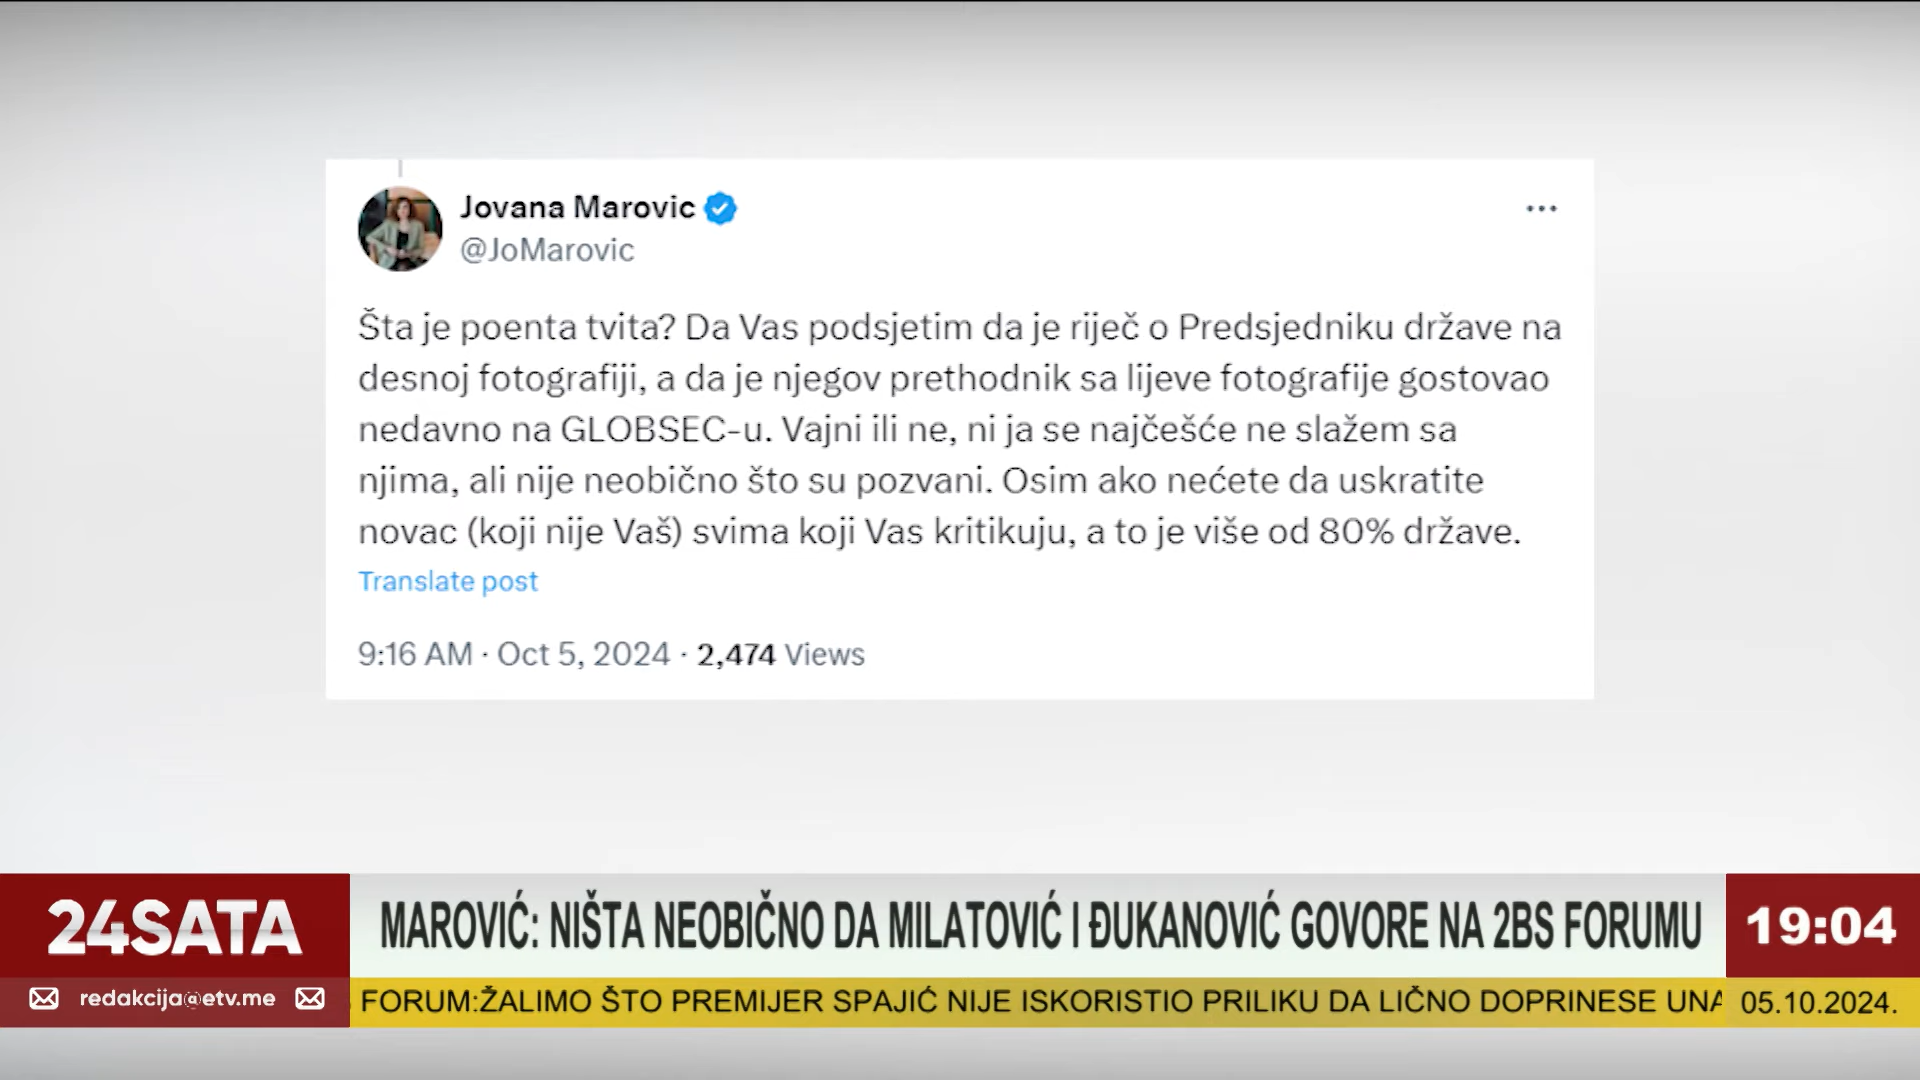 Jovana Marovic
@JoMarovic
Šta je poenta tvita? Da Vas podsjetim da je riječ o Predsjedniku države na
desnoj fotografiji, a da je njegov prethodnik sa lijeve fotografije gostovao
nedavno na GLOBSEC-u. Vajni ili ne, ni ja se najčešće ne slažem sa
njima, ali nije neobično što su pozvani. Osim ako nećete da uskratite
novac (koji nije Vaš) svima koji Vas kritikuju, a to je više od 80% države.
Translate post
9:16 AM · Oct 5, 2024 · 2,474 Views
24SATA
MAROVIĆ: NIŠTA NEOBIČNO DA MILATOVIĆ I ĐUKANOVIĆ GOVORE NA 2BS FORUMU
19:04
redakcija@etv.me
FORUM:ŽALIMO ŠTO PREMIJER SPAJIĆ NIJE ISKORISTIO PRILIKU DA LIČNO DOPRINESE UNA
05.10.2024.